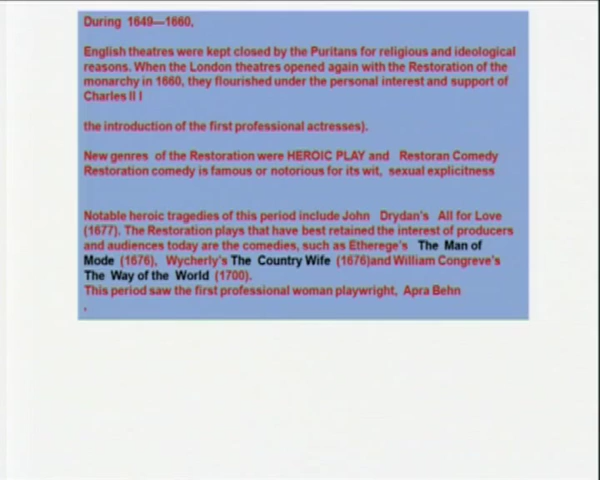 During 1649—1660,
English theatres were kept closed by the Puritans for religious and ideological
reasons. When the London theatres opened again with the Restoration of the
monarchy in 1660, they flourished under the personal interest and support of
Charles II I
the introduction of the first professional actresses).
New genres of the Restoration were HEROIC PLAY and Restoran Comedy
Restoration comedy is famous or notorious for its wit, sexual explicitness
Notable heroic tragedies of this period include John Drydan's All for Love
(1677). The Restoration plays that have best retained the interest of producers
and audiences today are the comedies, such as Etherege's The Man of
Mode (1676), Wycherly's The Country Wife (1676)and William Congreve's
The Way of the World (1700).
This period saw the first professional woman playwright, Apra Behn
,